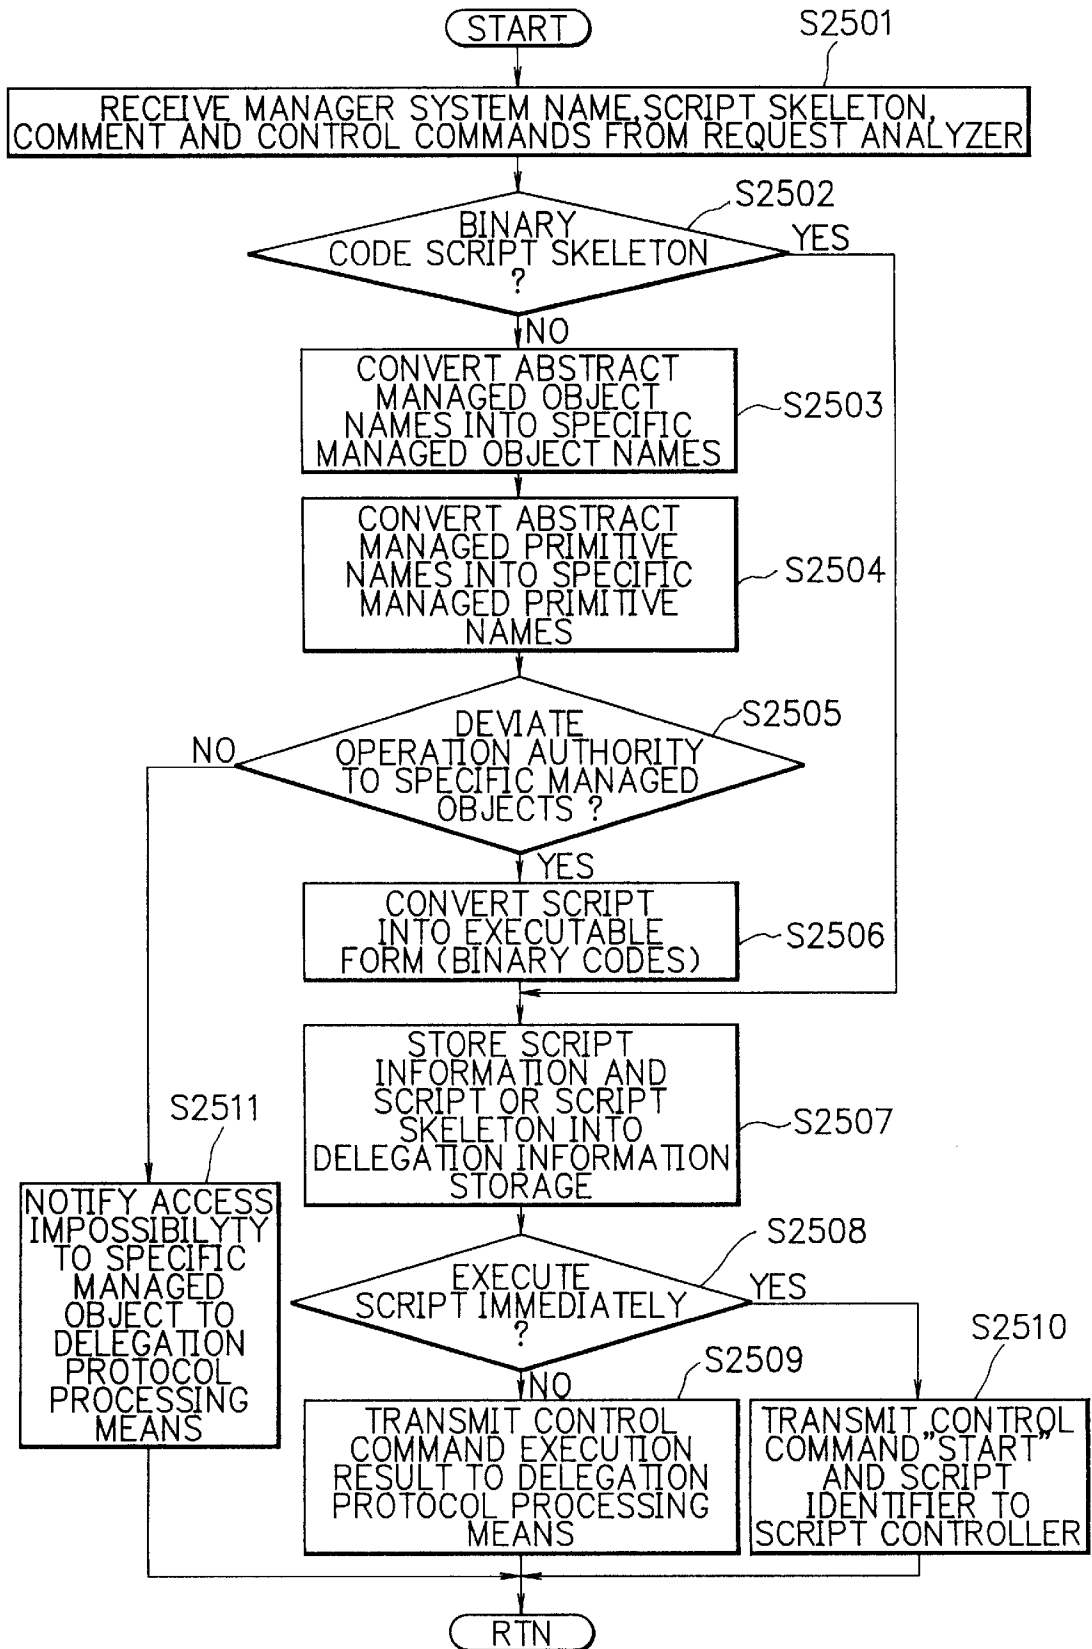 START
S2501
RECEIVE MANAGER SYSTEM NAME,SCRIPT SKELETON,
COMMENT AND CONTROL COMMANDS FROM REQUEST ANALYZER
S2502
BINARY
CODE SCRIPT SKELETON
?
YES
NO
CONVERT ABSTRACT
MANAGED OBJECT
NAMES INTO SPECIFIC
MANAGED OBJECT NAMES
S2503
CONVERT ABSTRACT
MANAGED PRIMITIVE
NAMES INTO SPECIFIC
MANAGED PRIMITIVE
NAMES
S2504
S2505
DEVIATE
OPERATION AUTHORITY
TO SPECIFIC MANAGED
OBJECTS ?
NO
YES
CONVERT SCRIPT
INTO EXECUTABLE
FORM (BINARY CODES)
S2506
STORE SCRIPT
INFORMATION AND
SCRIPT OR SCRIPT
SKELETON INTO
DELEGATION INFORMATION
STORAGE
S2507
S2511
NOTIFY ACCESS
IMPOSSIBILYTY
TO SPECIFIC
MANAGED
OBJECT TO
DELEGATION
PROTOCOL
PROCESSING
MEANS
S2508
EXECUTE
SCRIPT IMMEDIATELY
?
YES
NO
S2509
TRANSMIT CONTROL
COMMAND EXECUTION
RESULT TO DELEGATION
PROTOCOL PROCESSING
MEANS
S2510
TRANSMIT CONTROL
COMMAND "START"
AND SCRIPT
IDENTIFIER TO
SCRIPT CONTROLLER
RTN